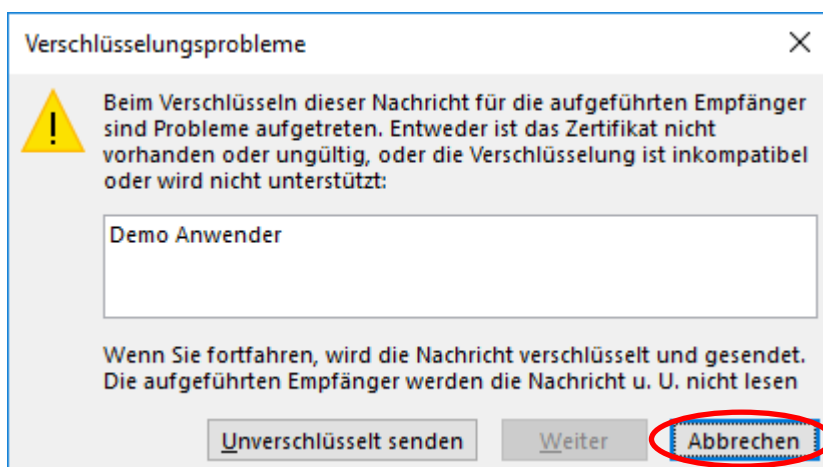 Verschlüsselungsprobleme
Beim Verschlüsseln dieser Nachricht für die aufgeführten Empfänger
sind Probleme aufgetreten. Entweder ist das Zertifikat nicht
vorhanden oder ungültig, oder die Verschlüsselung ist inkompatibel
oder wird nicht unterstützt:
Demo Anwender
Wenn Sie fortfahren, wird die Nachricht verschlüsselt und gesendet.
Die aufgeführten Empfänger werden die Nachricht u. U. nicht lesen
Unverschlüsselt senden Weiter Abbrechen